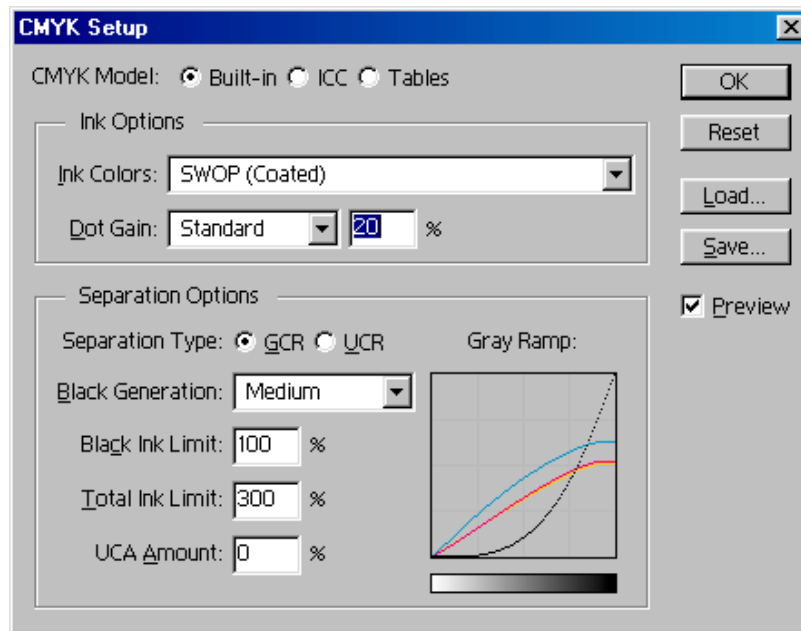 CMYK Setup
CMYK Model: Built-in ICC Tables
OK
Reset
Load...
Save...
Preview
Ink Options
Ink Colors: SWOP (Coated)
Dot Gain: Standard 20 %
Separation Options
Separation Type: GCR UCR
Gray Ramp:
Black Generation: Medium
Black Ink Limit: 100 %
Total Ink Limit: 300 %
UCA Amount: 0 %